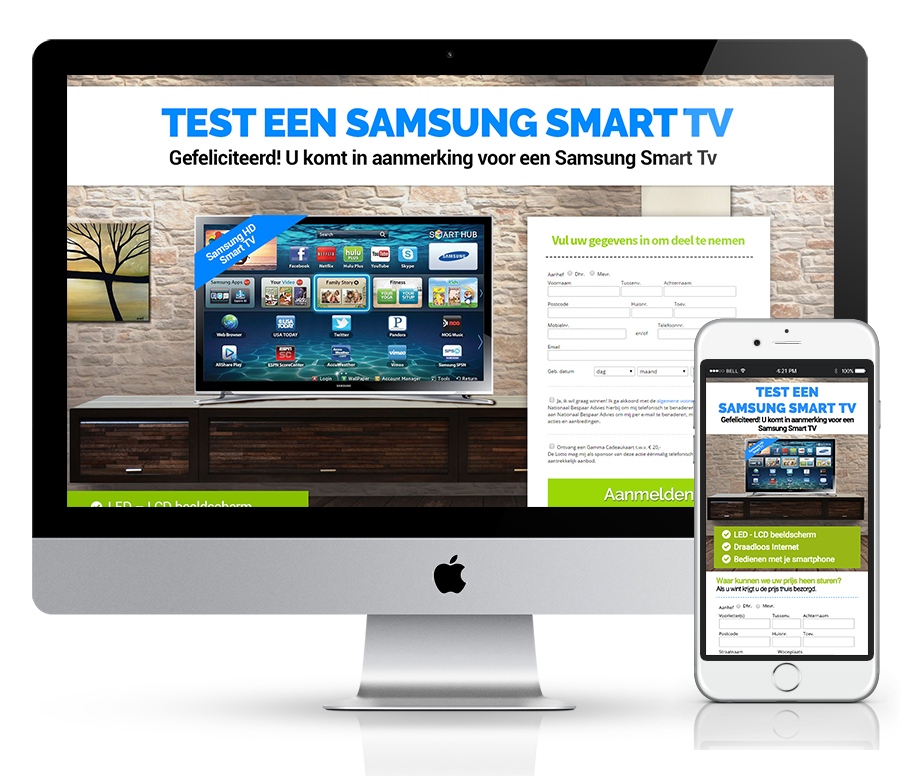 TEST EEN SAMSUNG SMART TV
Gefeliciteerd! U komt in aanmerking voor een Samsung Smart Tv
Samsung HD
Smart TV
Search
SMART HUB
Facebook Netflix Hulu Plus YouTube Skype
SAMSUNG
Samsung Apps Your Video Family Story Fitness Kids
Web Browser USA TODAY Twitter Pandora MOG Music
AllShare Play ESPN ScoreCenter AccuWeather Vimeo Samsung SPSN
Login WallPaper Account Manager Tools Return
LED – LCD beeldscherm
Vul uw gegevens in om deel te nemen
Aanhef Dhr. Mevr.
Voornaam Tussenv. Achternaam
Postcode Huisnr. Toev.
Mobielnr. en/of Telefoonnr.
Email
Geb. datum dag maand
Ja, ik wil graag winnen! Ik ga akkoord met de algemene voorw
aan Nationaal Bespaar Advies hierbij om mij telefonisch te benaderen
Nationaal Bespaar Advies om mij per e-mail te benaderen, m
acties en aanbiedingen.
Ontvang een Gamma Cadeaukaart t.w.v. € 20,-
De Lotto mag mij als sponsor van deze actie éénmalig telefonisch
aantrekkelijk aanbod.
Aanmelden
BELL 4:21 PM 100%
TEST EEN
SAMSUNG SMART TV
Gefeliciteerd! U komt in aanmerking voor een
Samsung Smart TV
LED - LCD beeldscherm
Draadloos Internet
Bedienen met je smartphone
Waar kunnen we uw prijs heen sturen?
Als u wint krijgt u de prijs thuis bezorgd.
Aanhef Dhr. Mevr.
Voorletter(s) Tussenv. Achternaam
Postcode Huisnr. Toev.
Straatnaam Woonplaats